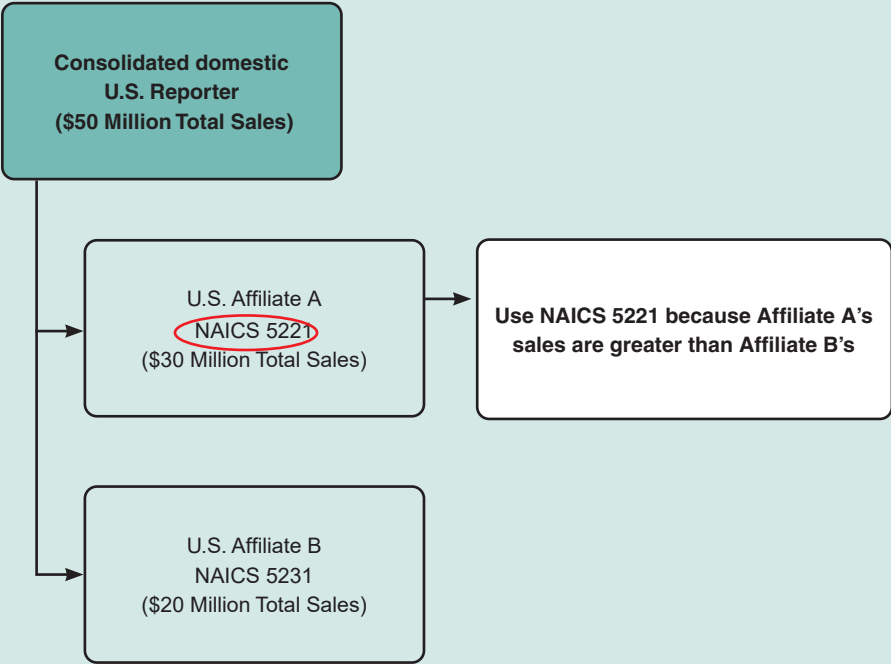 Consolidated domestic
U.S. Reporter
($50 Million Total Sales)
U.S. Affiliate A
NAICS 5221
($30 Million Total Sales)
Use NAICS 5221 because Affiliate A’s
sales are greater than Affiliate B’s
U.S. Affiliate B
NAICS 5231
($20 Million Total Sales)